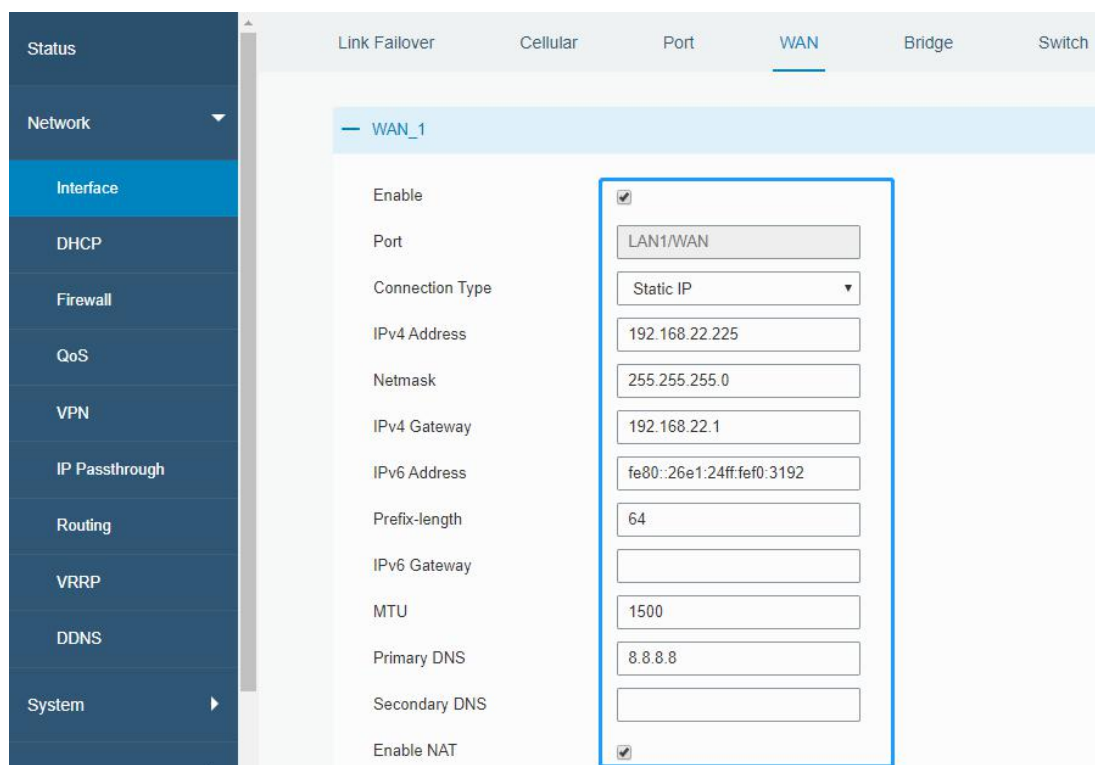 Status
Network
Interface
DHCP
Firewall
QoS
VPN
IP Passthrough
Routing
VRRP
DDNS
System
Link Failover Cellular Port WAN Bridge Switch
WAN_1
Enable
Port LAN1/WAN
Connection Type Static IP
IPv4 Address 192.168.22.225
Netmask 255.255.255.0
IPv4 Gateway 192.168.22.1
IPv6 Address fe80::26e1:24ff:fef0:3192
Prefix-length 64
IPv6 Gateway
MTU 1500
Primary DNS 8.8.8.8
Secondary DNS
Enable NAT